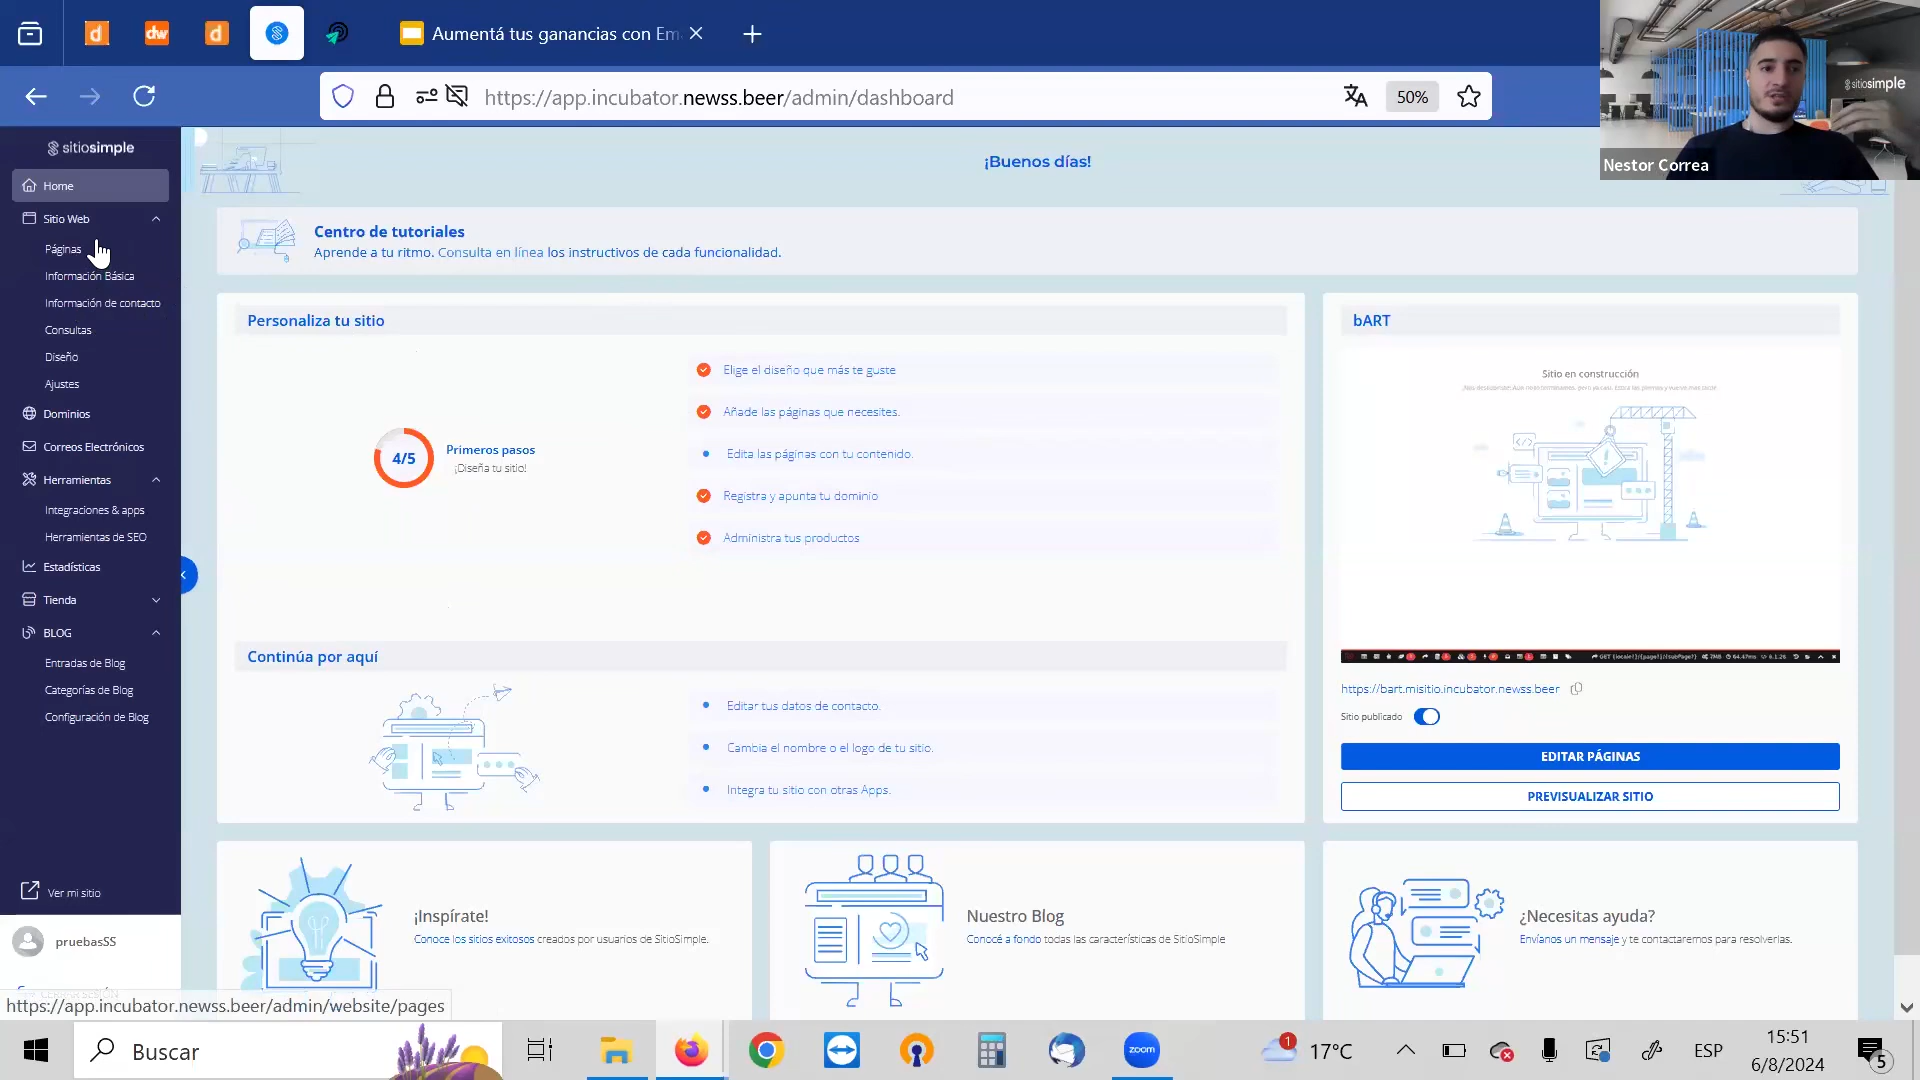 Aumentá tus ganancias con Em
https://app.incubator.newss.beer/admin/dashboard
50%
sitiosimple
Nestor Correa
sitiosimple
Home
Sitio Web
Páginas
Información Básica
Información de contacto
Consultas
Diseño
Ajustes
Dominios
Correos Electrónicos
Herramientas
Integraciones & apps
Herramientas de SEO
Estadísticas
Tienda
BLOG
Entradas de Blog
Categorías de Blog
Configuración de Blog
Ver mi sitio
pruebasSS
https://app.incubator.newss.beer/admin/website/pages
¡Buenos días!
Centro de tutoriales
Aprende a tu ritmo. Consulta en línea los instructivos de cada funcionalidad.
Personaliza tu sitio
4/5
Primeros pasos
¡Diseña tu sitio!
Elige el diseño que más te guste
Añade las páginas que necesites.
Edita las páginas con tu contenido.
Registra y apunta tu dominio
Administra tus productos
Continúa por aquí
Editar tus datos de contacto.
Cambia el nombre o el logo de tu sitio.
Integra tu sitio con otras Apps.
bART
Sitio en construcción
https://bart.misitio.incubator.newss.beer
Sitio publicado
EDITAR PÁGINAS
PREVISUALIZAR SITIO
¡Inspírate!
Conoce los sitios exitosos creados por usuarios de SitioSimple.
Nuestro Blog
Conocé a fondo todas las características de SitioSimple
¿Necesitas ayuda?
Envíanos un mensaje y te contactaremos para resolverlas.
Buscar
zoom
1
17°C
ESP
15:51
6/8/2024
5